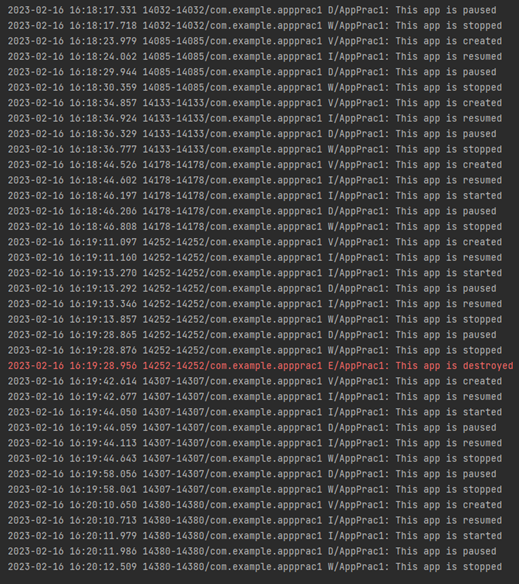 2023-02-16 16:18:17.331 14032-14032/com.example.appprac1 D/AppPrac1: This app is paused
2023-02-16 16:18:17.718 14032-14032/com.example.appprac1 W/AppPrac1: This app is stopped
2023-02-16 16:18:23.979 14085-14085/com.example.appprac1 V/AppPrac1: This app is created
2023-02-16 16:18:24.062 14085-14085/com.example.appprac1 I/AppPrac1: This app is resumed
2023-02-16 16:18:29.944 14085-14085/com.example.appprac1 D/AppPrac1: This app is paused
2023-02-16 16:18:30.359 14085-14085/com.example.appprac1 W/AppPrac1: This app is stopped
2023-02-16 16:18:34.857 14133-14133/com.example.appprac1 V/AppPrac1: This app is created
2023-02-16 16:18:34.924 14133-14133/com.example.appprac1 I/AppPrac1: This app is resumed
2023-02-16 16:18:36.329 14133-14133/com.example.appprac1 D/AppPrac1: This app is paused
2023-02-16 16:18:36.777 14133-14133/com.example.appprac1 W/AppPrac1: This app is stopped
2023-02-16 16:18:44.526 14178-14178/com.example.appprac1 V/AppPrac1: This app is created
2023-02-16 16:18:44.602 14178-14178/com.example.appprac1 I/AppPrac1: This app is resumed
2023-02-16 16:18:46.197 14178-14178/com.example.appprac1 I/AppPrac1: This app is started
2023-02-16 16:18:46.206 14178-14178/com.example.appprac1 D/AppPrac1: This app is paused
2023-02-16 16:18:46.808 14178-14178/com.example.appprac1 W/AppPrac1: This app is stopped
2023-02-16 16:19:11.097 14252-14252/com.example.appprac1 V/AppPrac1: This app is created
2023-02-16 16:19:11.160 14252-14252/com.example.appprac1 I/AppPrac1: This app is resumed
2023-02-16 16:19:13.270 14252-14252/com.example.appprac1 I/AppPrac1: This app is started
2023-02-16 16:19:13.292 14252-14252/com.example.appprac1 D/AppPrac1: This app is paused
2023-02-16 16:19:13.346 14252-14252/com.example.appprac1 I/AppPrac1: This app is resumed
2023-02-16 16:19:13.857 14252-14252/com.example.appprac1 W/AppPrac1: This app is stopped
2023-02-16 16:19:28.865 14252-14252/com.example.appprac1 D/AppPrac1: This app is paused
2023-02-16 16:19:28.876 14252-14252/com.example.appprac1 W/AppPrac1: This app is stopped
2023-02-16 16:19:28.956 14252-14252/com.example.appprac1 E/AppPrac1: This app is destroyed
2023-02-16 16:19:42.614 14307-14307/com.example.appprac1 V/AppPrac1: This app is created
2023-02-16 16:19:42.677 14307-14307/com.example.appprac1 I/AppPrac1: This app is resumed
2023-02-16 16:19:44.050 14307-14307/com.example.appprac1 I/AppPrac1: This app is started
2023-02-16 16:19:44.059 14307-14307/com.example.appprac1 D/AppPrac1: This app is paused
2023-02-16 16:19:44.113 14307-14307/com.example.appprac1 I/AppPrac1: This app is resumed
2023-02-16 16:19:44.643 14307-14307/com.example.appprac1 W/AppPrac1: This app is stopped
2023-02-16 16:19:58.056 14307-14307/com.example.appprac1 D/AppPrac1: This app is paused
2023-02-16 16:19:58.061 14307-14307/com.example.appprac1 W/AppPrac1: This app is stopped
2023-02-16 16:20:10.650 14380-14380/com.example.appprac1 V/AppPrac1: This app is created
2023-02-16 16:20:10.713 14380-14380/com.example.appprac1 I/AppPrac1: This app is resumed
2023-02-16 16:20:11.979 14380-14380/com.example.appprac1 I/AppPrac1: This app is started
2023-02-16 16:20:11.986 14380-14380/com.example.appprac1 D/AppPrac1: This app is paused
2023-02-16 16:20:12.509 14380-14380/com.example.appprac1 W/AppPrac1: This app is stopped